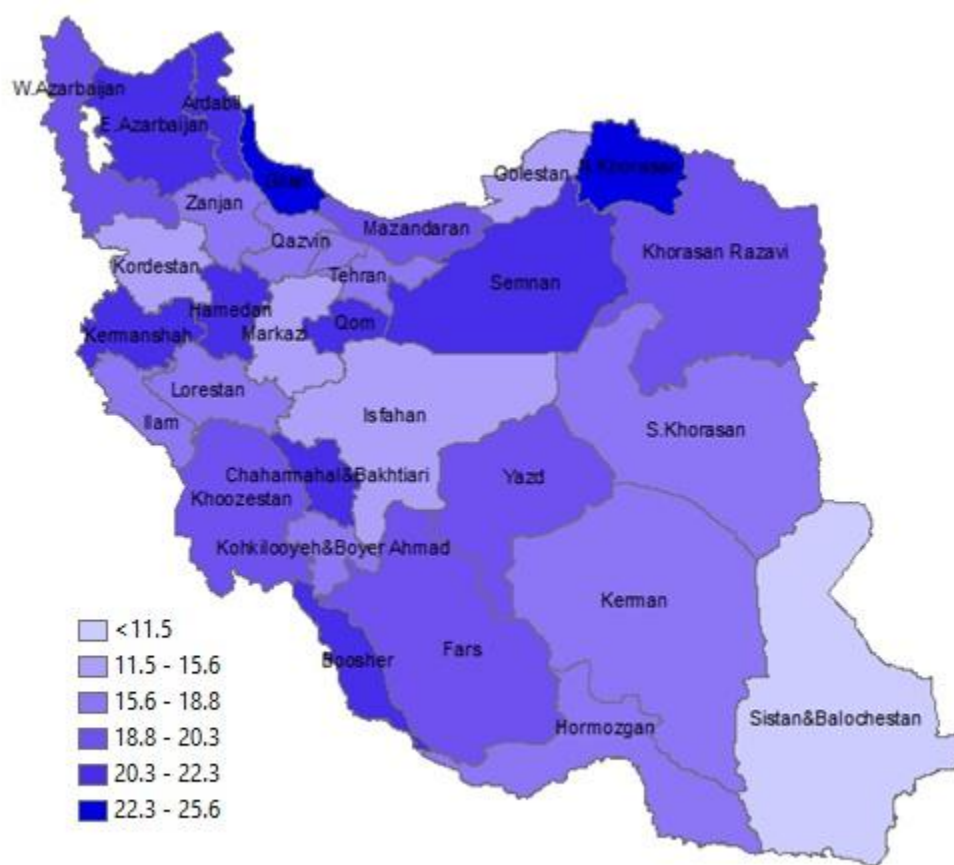 W.Azarbaijan
E.Azarbaijan
Ardabil
Gilan
Zanjan
Golestan
N.Khorasan
Mazandaran
Qazvin
Tehran
Khorasan Razavi
Kordestan
Semnan
Hamedan
Kermanshah
Markazi
Qom
Lorestan
Isfahan
Ilam
S.Khorasan
Chaharmahal&Bakhtiari
Khoozestan
Yazd
Kohkilooyeh&Boyer Ahmad
Kerman
Boosher
Fars
Hormozgan
Sistan&Balochestan
<11.5
11.5 - 15.6
15.6 - 18.8
18.8 - 20.3
20.3 - 22.3
22.3 - 25.6